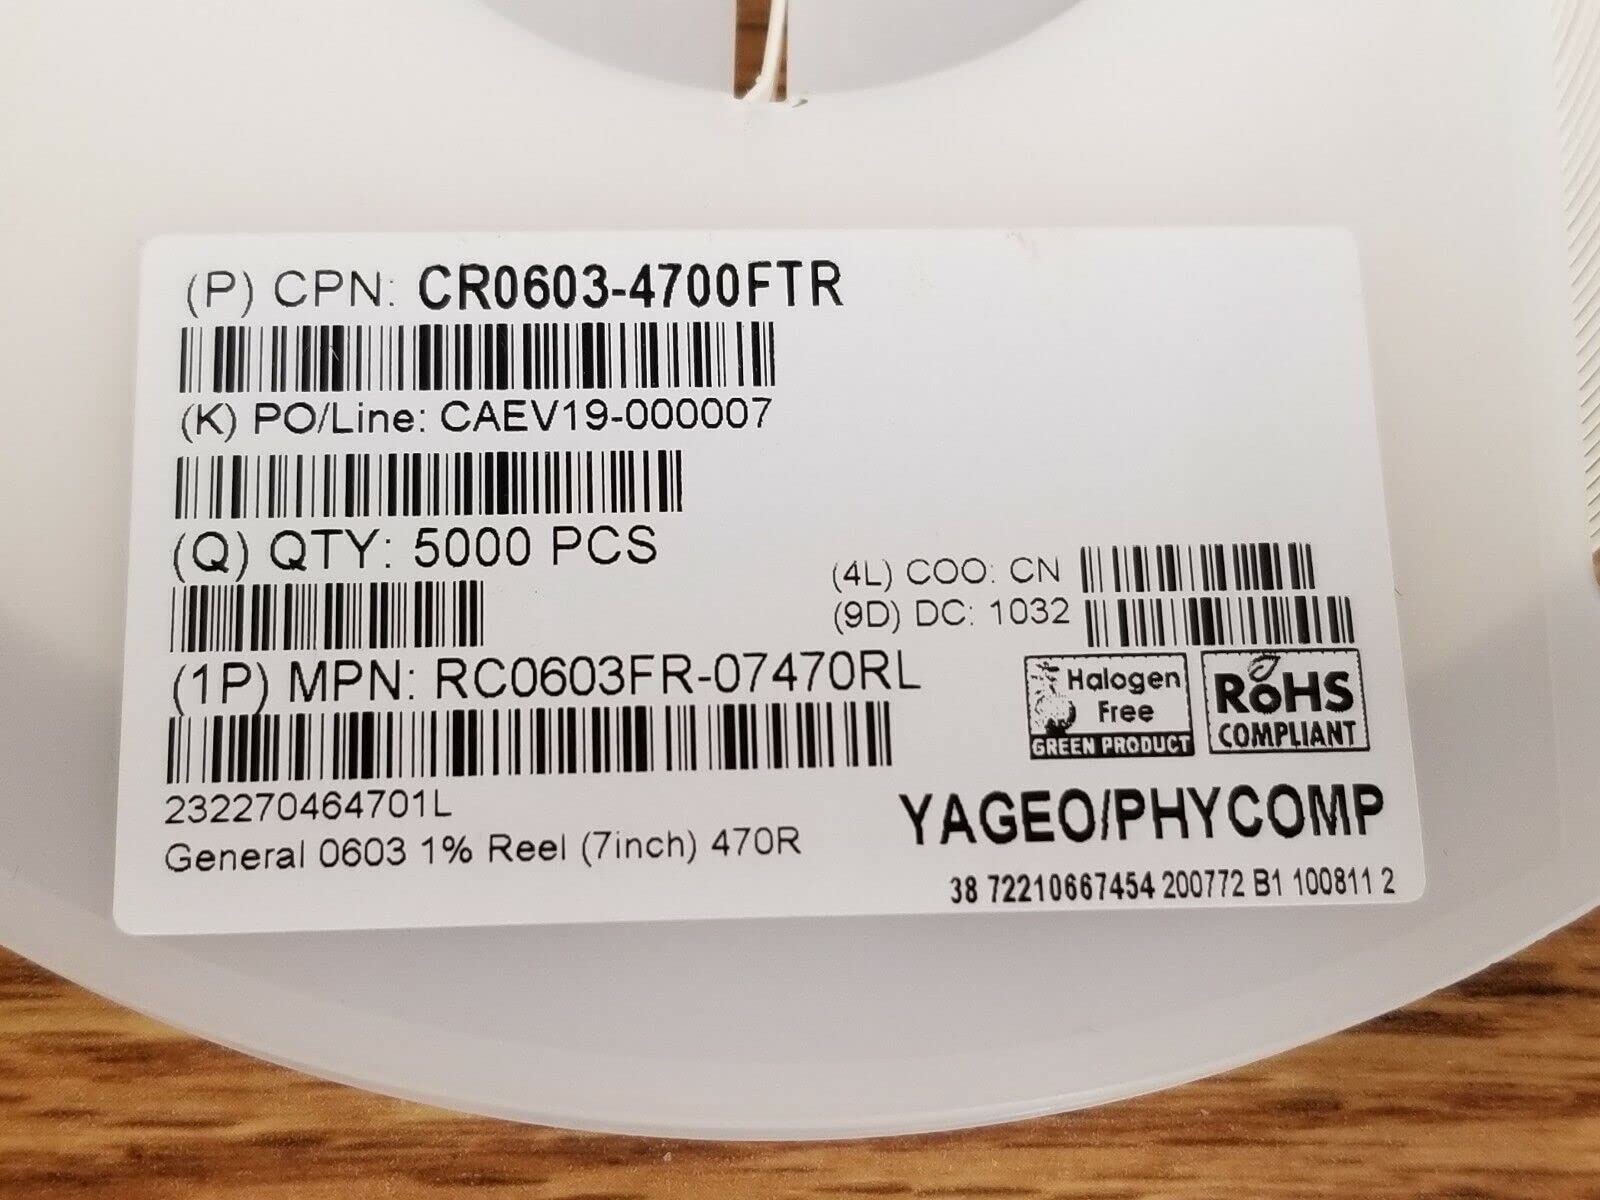 (P) CPN: CR0603-4700FTR
(K) PO/Line: CAEV19-000007
(Q) QTY: 5000 PCS
(4L) COO: CN
(9D) DC: 1032
(1P) MPN: RC0603FR-07470RL
Halogen
Free
GREEN PRODUCT
RoHS
COMPLIANT
232270464701L
General 0603 1% Reel (7inch) 470R
YAGEO/PHYCOMP
38 72210667454 200772 B1 100811 2